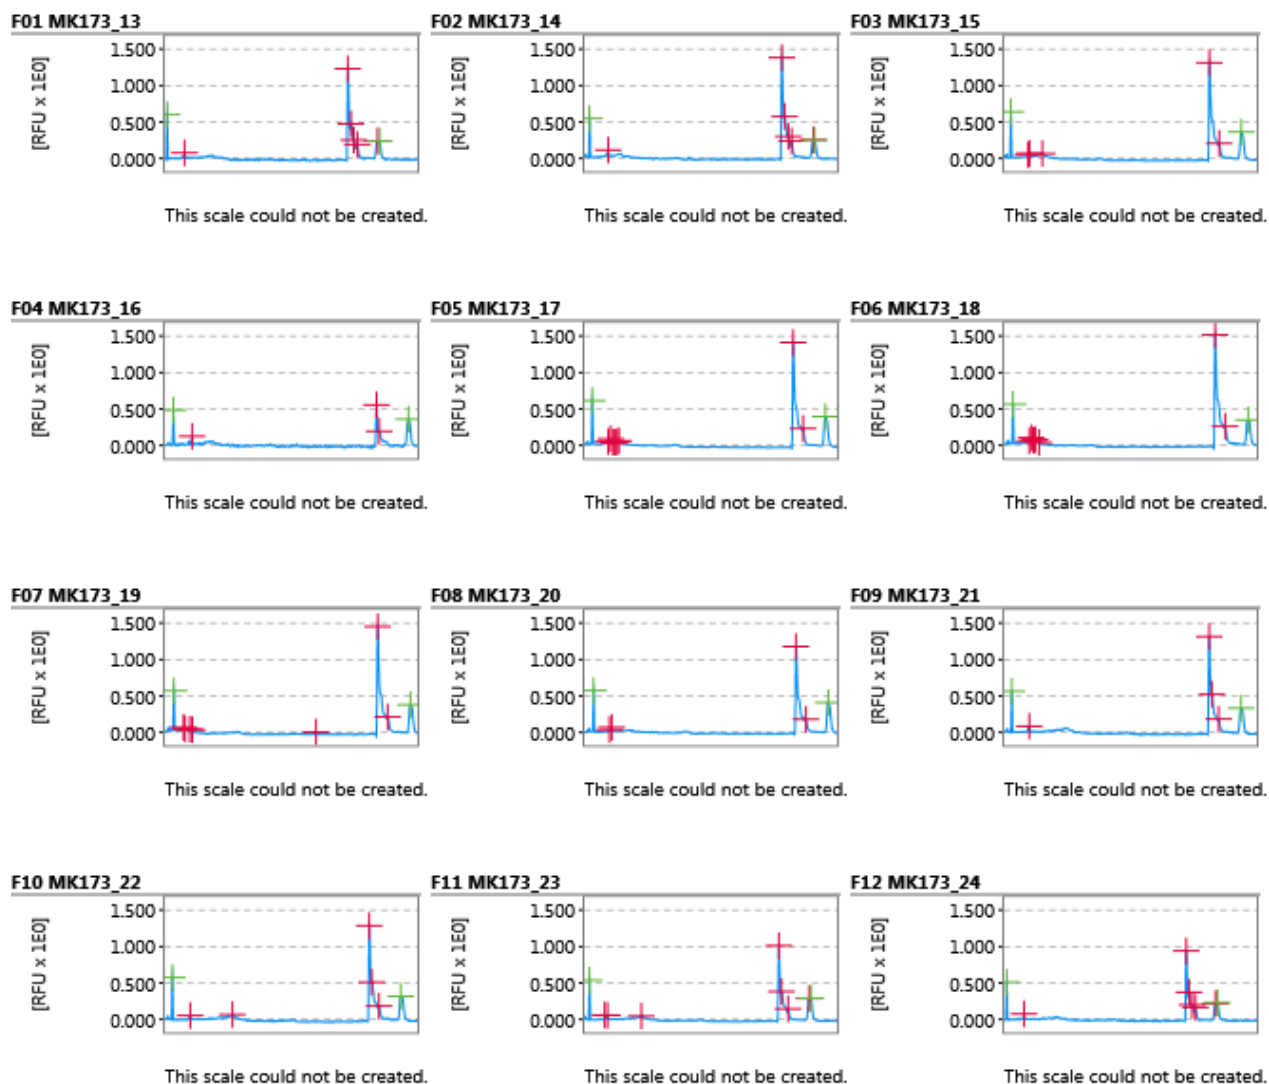 F01 MK173_13
[RFU x 1E0]
1.500
1.000
0.500
0.000
This scale could not be created.
F02 MK173_14
[RFU x 1E0]
1.500
1.000
0.500
0.000
This scale could not be created.
F03 MK173_15
[RFU x 1E0]
1.500
1.000
0.500
0.000
This scale could not be created.
F04 MK173_16
[RFU x 1E0]
1.500
1.000
0.500
0.000
This scale could not be created.
F05 MK173_17
[RFU x 1E0]
1.500
1.000
0.500
0.000
This scale could not be created.
F06 MK173_18
[RFU x 1E0]
1.500
1.000
0.500
0.000
This scale could not be created.
F07 MK173_19
[RFU x 1E0]
1.500
1.000
0.500
0.000
This scale could not be created.
F08 MK173_20
[RFU x 1E0]
1.500
1.000
0.500
0.000
This scale could not be created.
F09 MK173_21
[RFU x 1E0]
1.500
1.000
0.500
0.000
This scale could not be created.
F10 MK173_22
[RFU x 1E0]
1.500
1.000
0.500
0.000
This scale could not be created.
F11 MK173_23
[RFU x 1E0]
1.500
1.000
0.500
0.000
This scale could not be created.
F12 MK173_24
[RFU x 1E0]
1.500
1.000
0.500
0.000
This scale could not be created.